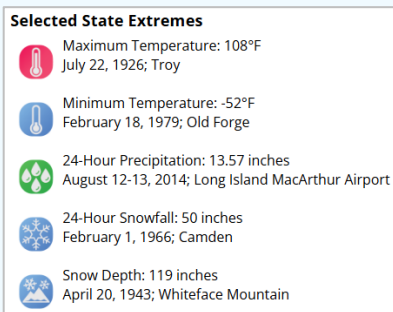 Selected State Extremes
Maximum Temperature: 108°F
July 22, 1926; Troy
Minimum Temperature: -52°F
February 18, 1979; Old Forge
24-Hour Precipitation: 13.57 inches
August 12-13, 2014; Long Island MacArthur Airport
24-Hour Snowfall: 50 inches
February 1, 1966; Camden
Snow Depth: 119 inches
April 20, 1943; Whiteface Mountain